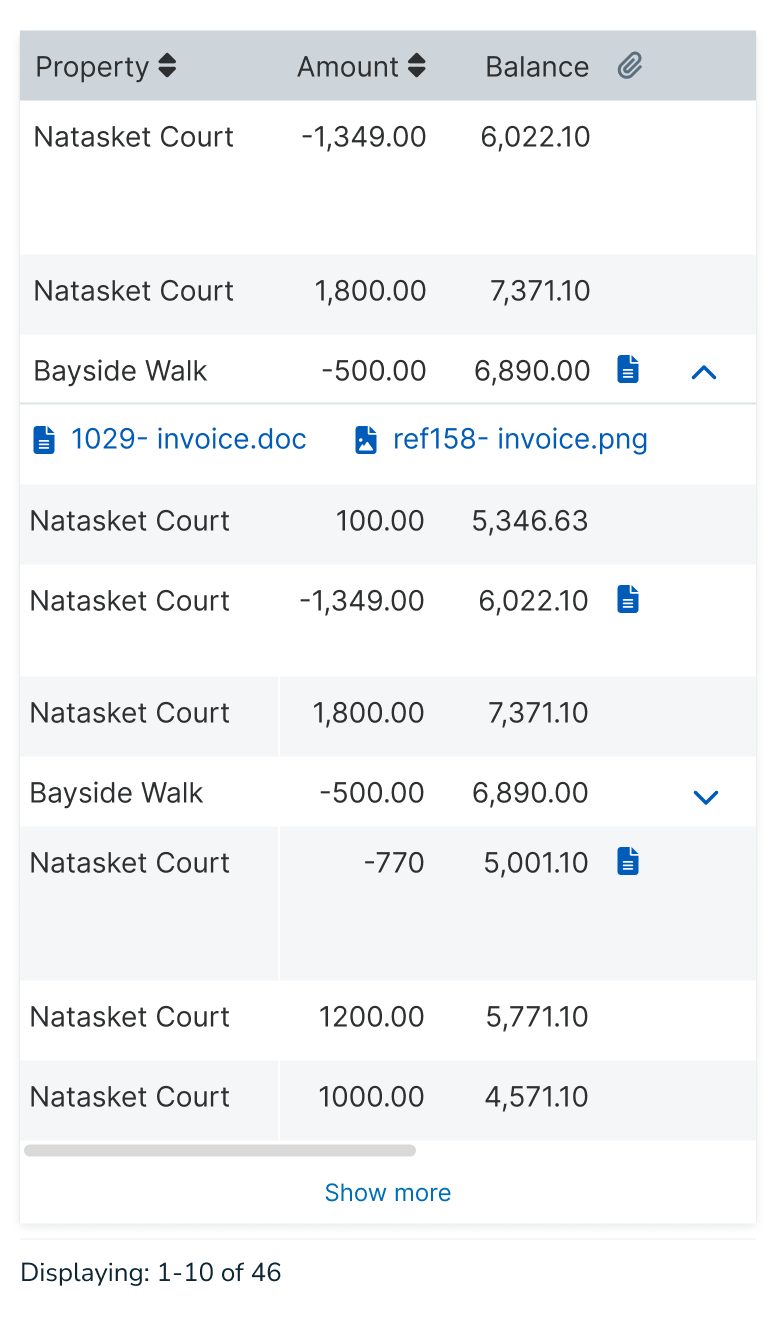 Property Amount Balance
Natasket Court -1,349.00 6,022.10
Natasket Court 1,800.00 7,371.10
Bayside Walk -500.00 6,890.00
1029- invoice.doc ref158- invoice.png
Natasket Court 100.00 5,346.63
Natasket Court -1,349.00 6,022.10
Natasket Court 1,800.00 7,371.10
Bayside Walk -500.00 6,890.00
Natasket Court -770 5,001.10
Natasket Court 1200.00 5,771.10
Natasket Court 1000.00 4,571.10
Show more
Displaying: 1-10 of 46